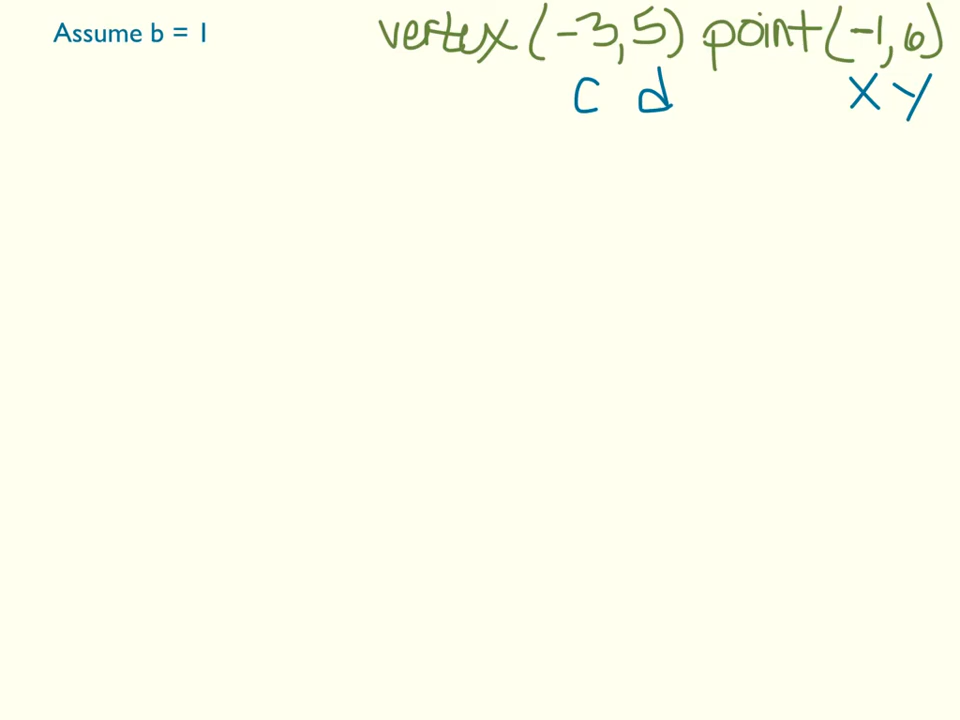 Assume b = 1
vertex (-3,5) point (-1,6)
c d x y